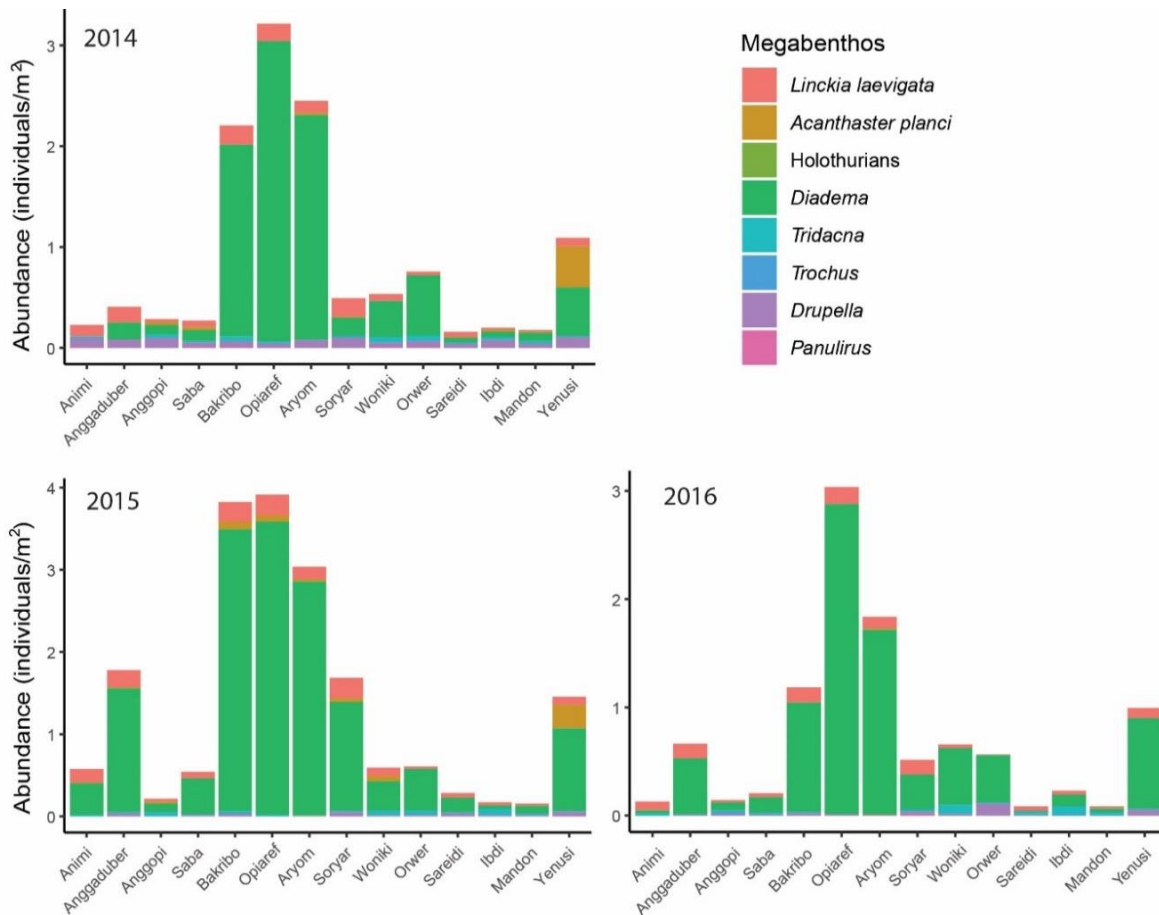 2014
Abundance (individuals/m²)
3
2
1
0
Animi
Anggaduber
Anggopi
Saba
Bakribo
Opiaref
Aryom
Soryar
Woniki
Orwer
Sareidi
Ibdi
Mandon
Yenusi
Megabenthos
Linckia laevigata
Acanthaster planci
Holothurians
Diadema
Tridacna
Trochus
Drupella
Panulirus
2015
Abundance (individuals/m²)
4
3
2
1
0
Animi
Anggaduber
Anggopi
Saba
Bakribo
Opiaref
Aryom
Soryar
Woniki
Orwer
Sareidi
Ibdi
Mandon
Yenusi
2016
3
2
1
0
Animi
Anggaduber
Anggopi
Saba
Bakribo
Opiaref
Aryom
Soryar
Woniki
Orwer
Sareidi
Ibdi
Mandon
Yenusi